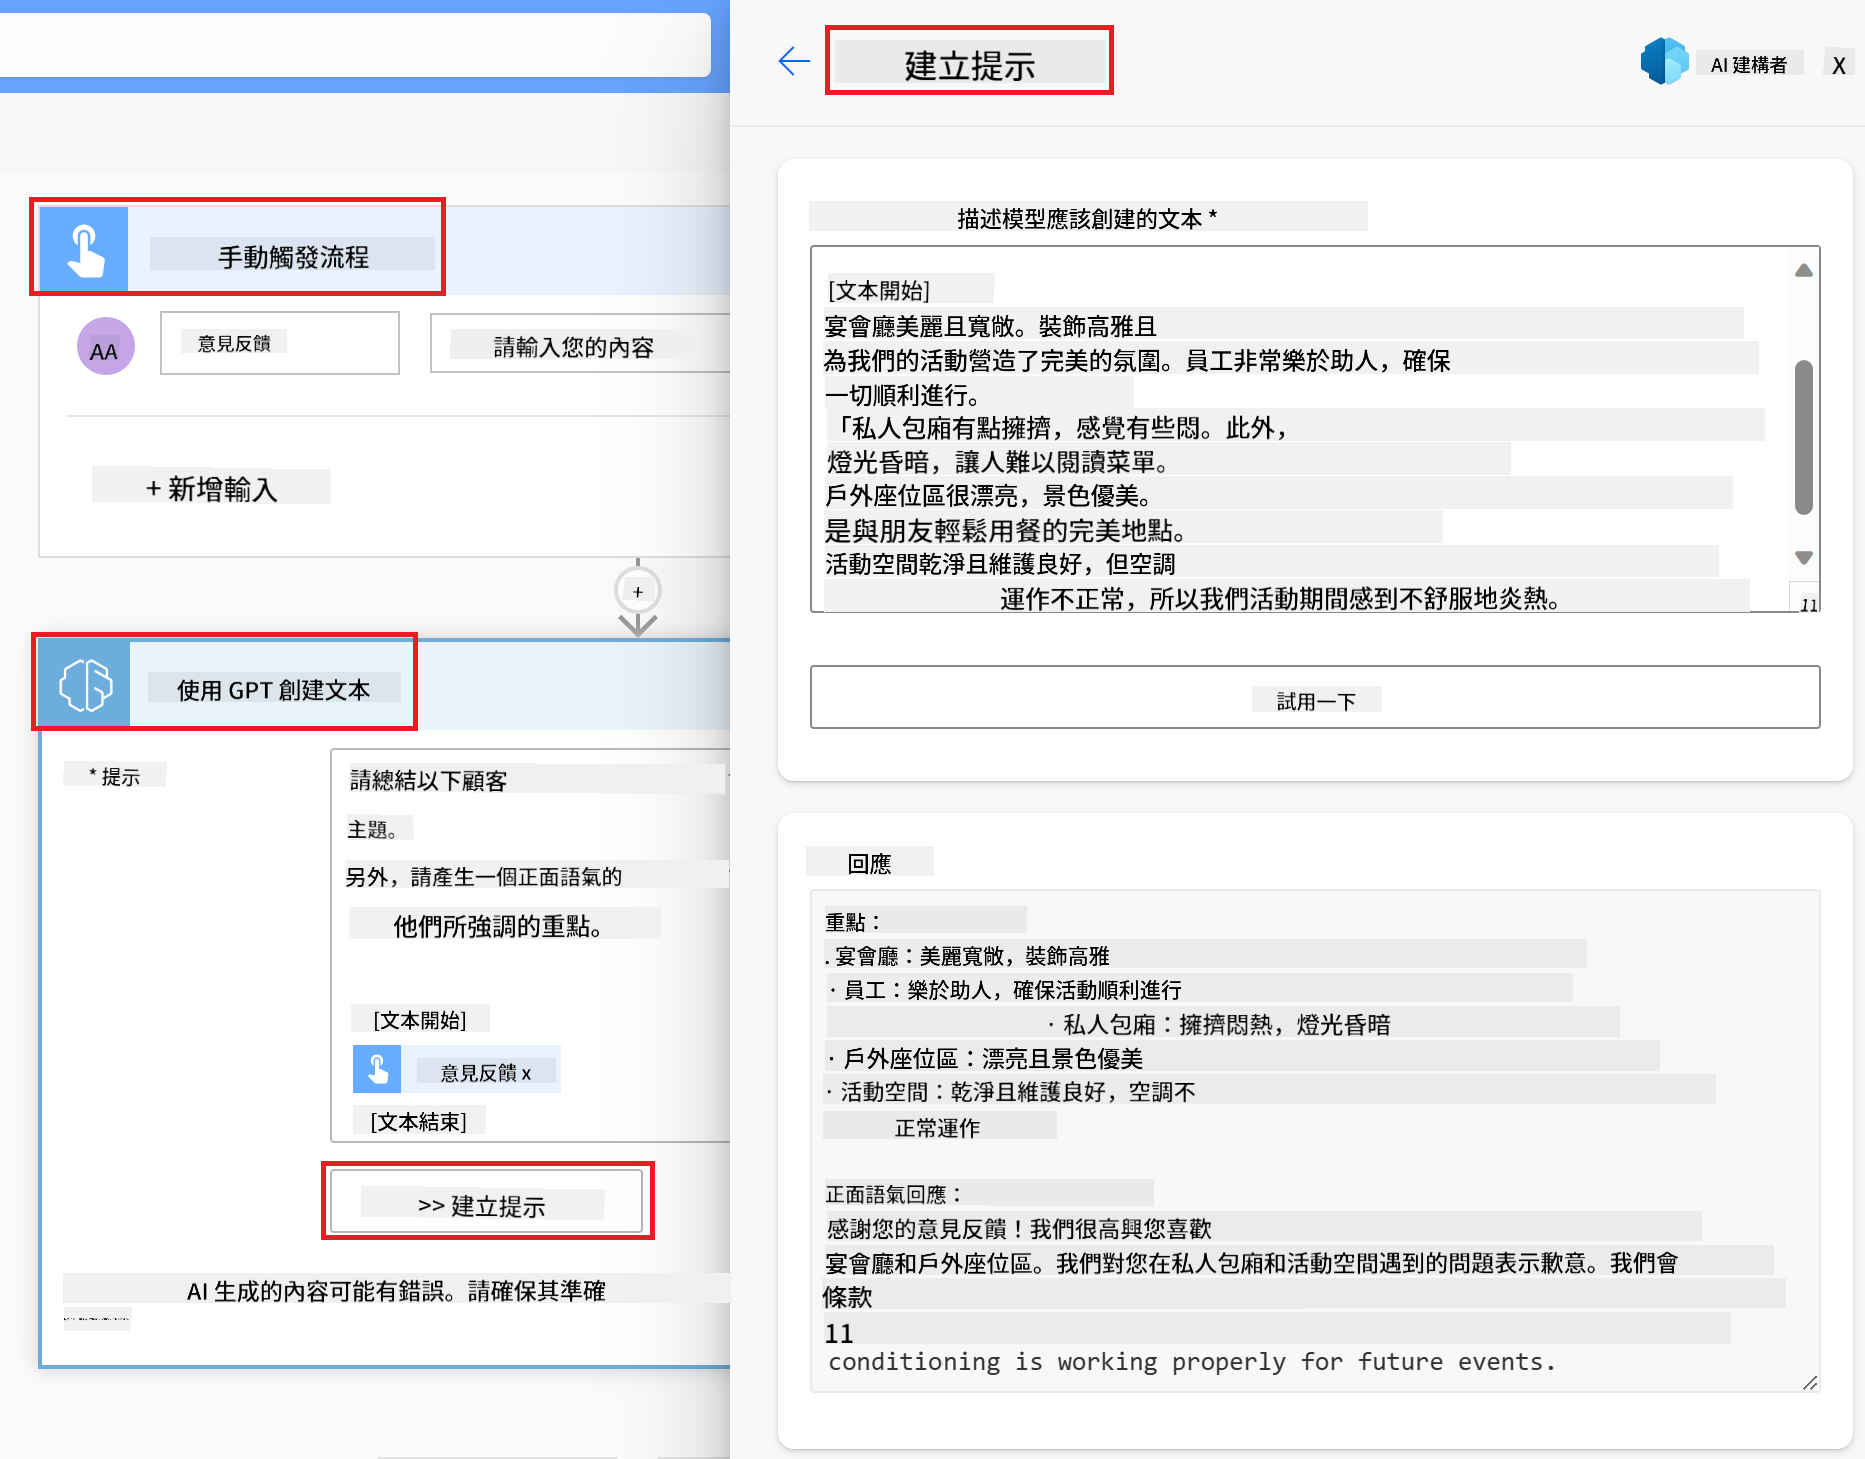 手動觸發流程
AA
意見反饋
請輸入您的內容
+ 新增輸入
+
使用 GPT 創建文本
* 提示
請總結以下顧客
主題。
另外，請產生一個正面語氣的
他們所強調的重點。
[文本開始]
意見反饋 x
[文本結束]
>> 建立提示
AI 生成的內容可能有錯誤。請確保其準確
建立提示
AI 建構者
X
描述模型應該創建的文本 *
[文本開始]
宴會廳美麗且寬敞。裝飾高雅且
為我們的活動營造了完美的氛圍。員工非常樂於助人，確保
一切順利進行。
「私人包廂有點擁擠，感覺有些悶。此外，
燈光昏暗，讓人難以閱讀菜單。
戶外座位區很漂亮，景色優美。
是與朋友輕鬆用餐的完美地點。
活動空間乾淨且維護良好，但空調
運作不正常，所以我們活動期間感到不舒服地炎熱。
11
試用一下
回應
重點：
. 宴會廳：美麗寬敞，裝飾高雅
· 員工：樂於助人，確保活動順利進行
· 私人包廂：擁擠悶熱，燈光昏暗
· 戶外座位區：漂亮且景色優美
· 活動空間：乾淨且維護良好，空調不
正常運作
正面語氣回應：
感謝您的意見反饋！我們很高興您喜歡
宴會廳和戶外座位區。我們對您在私人包廂和活動空間遇到的問題表示歉意。我們會
條款
11
conditioning is working properly for future events.